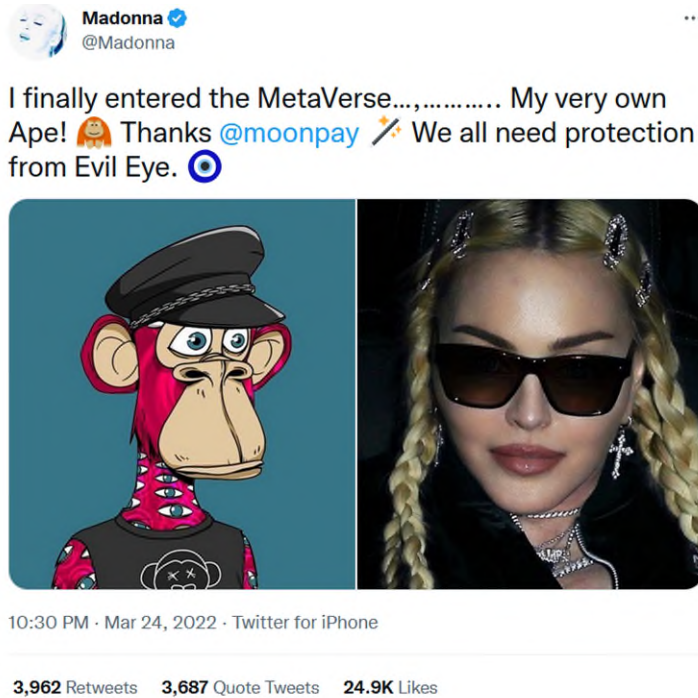 Madonna
@Madonna
I finally entered the MetaVerse...,.……….. My very own
Ape! 🦧 Thanks @moonpay 🪄 We all need protection
from Evil Eye. 🧿
10:30 PM · Mar 24, 2022 · Twitter for iPhone
3,962 Retweets 3,687 Quote Tweets 24.9K Likes